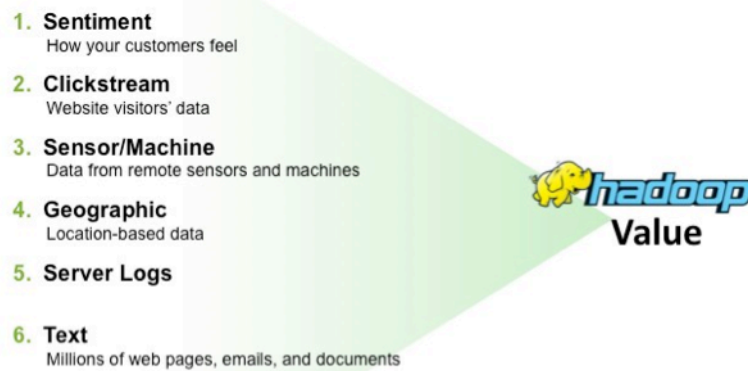 1. Sentiment
How your customers feel
2. Clickstream
Website visitors' data
3. Sensor/Machine
Data from remote sensors and machines
4. Geographic
Location-based data
5. Server Logs
6. Text
Millions of web pages, emails, and documents
hadoop
Value